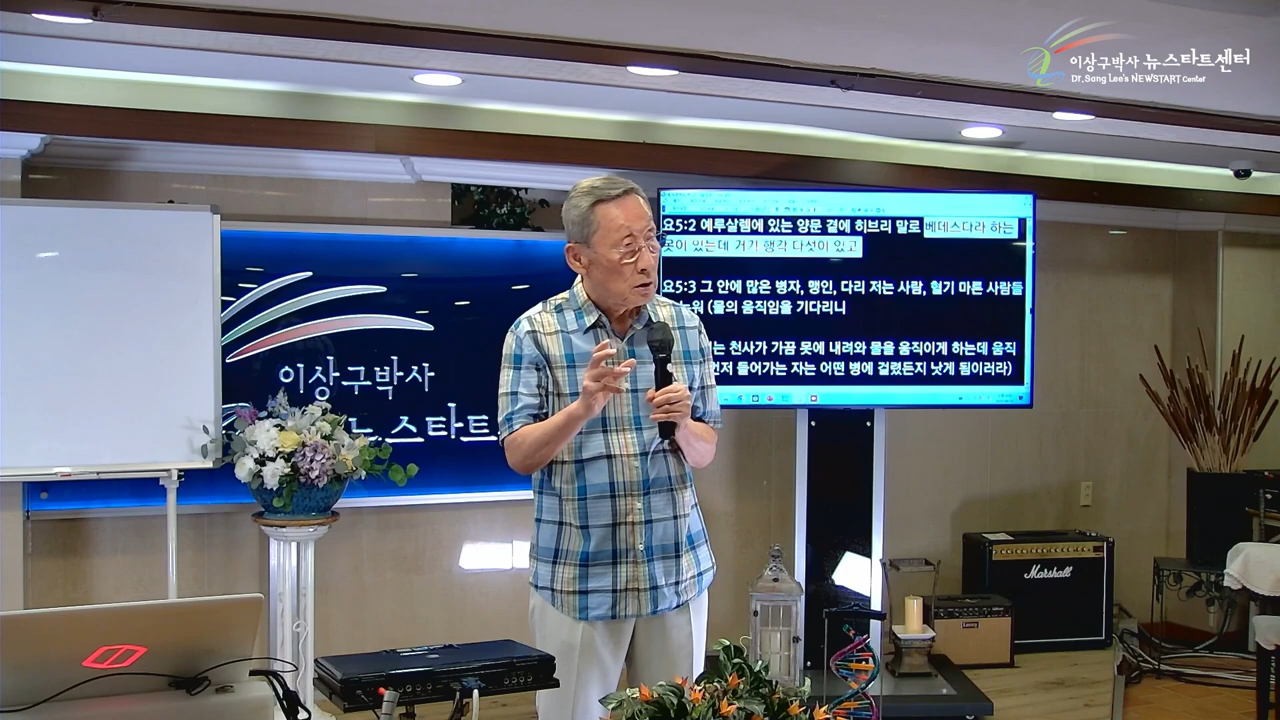 이상구박사 뉴스타트센터
Dr. Sang Lee's NEWSTART Center
요5:2 예루살렘에 있는 양문 곁에 히브리 말로 베데스다라 하는
못이 있는데 거기 행각 다섯이 있고
요5:3 그 안에 많은 병자, 맹인, 다리 저는 사람, 혈기 마른 사람들
누워 (물의 움직임을 기다리니
는 천사가 가끔 못에 내려와 물을 움직이게 하는데 움직
먼저 들어가는 자는 어떤 병에 걸렸든지 낫게 됨이러라)
이상구박사
뉴스타트
Marshall
Laney